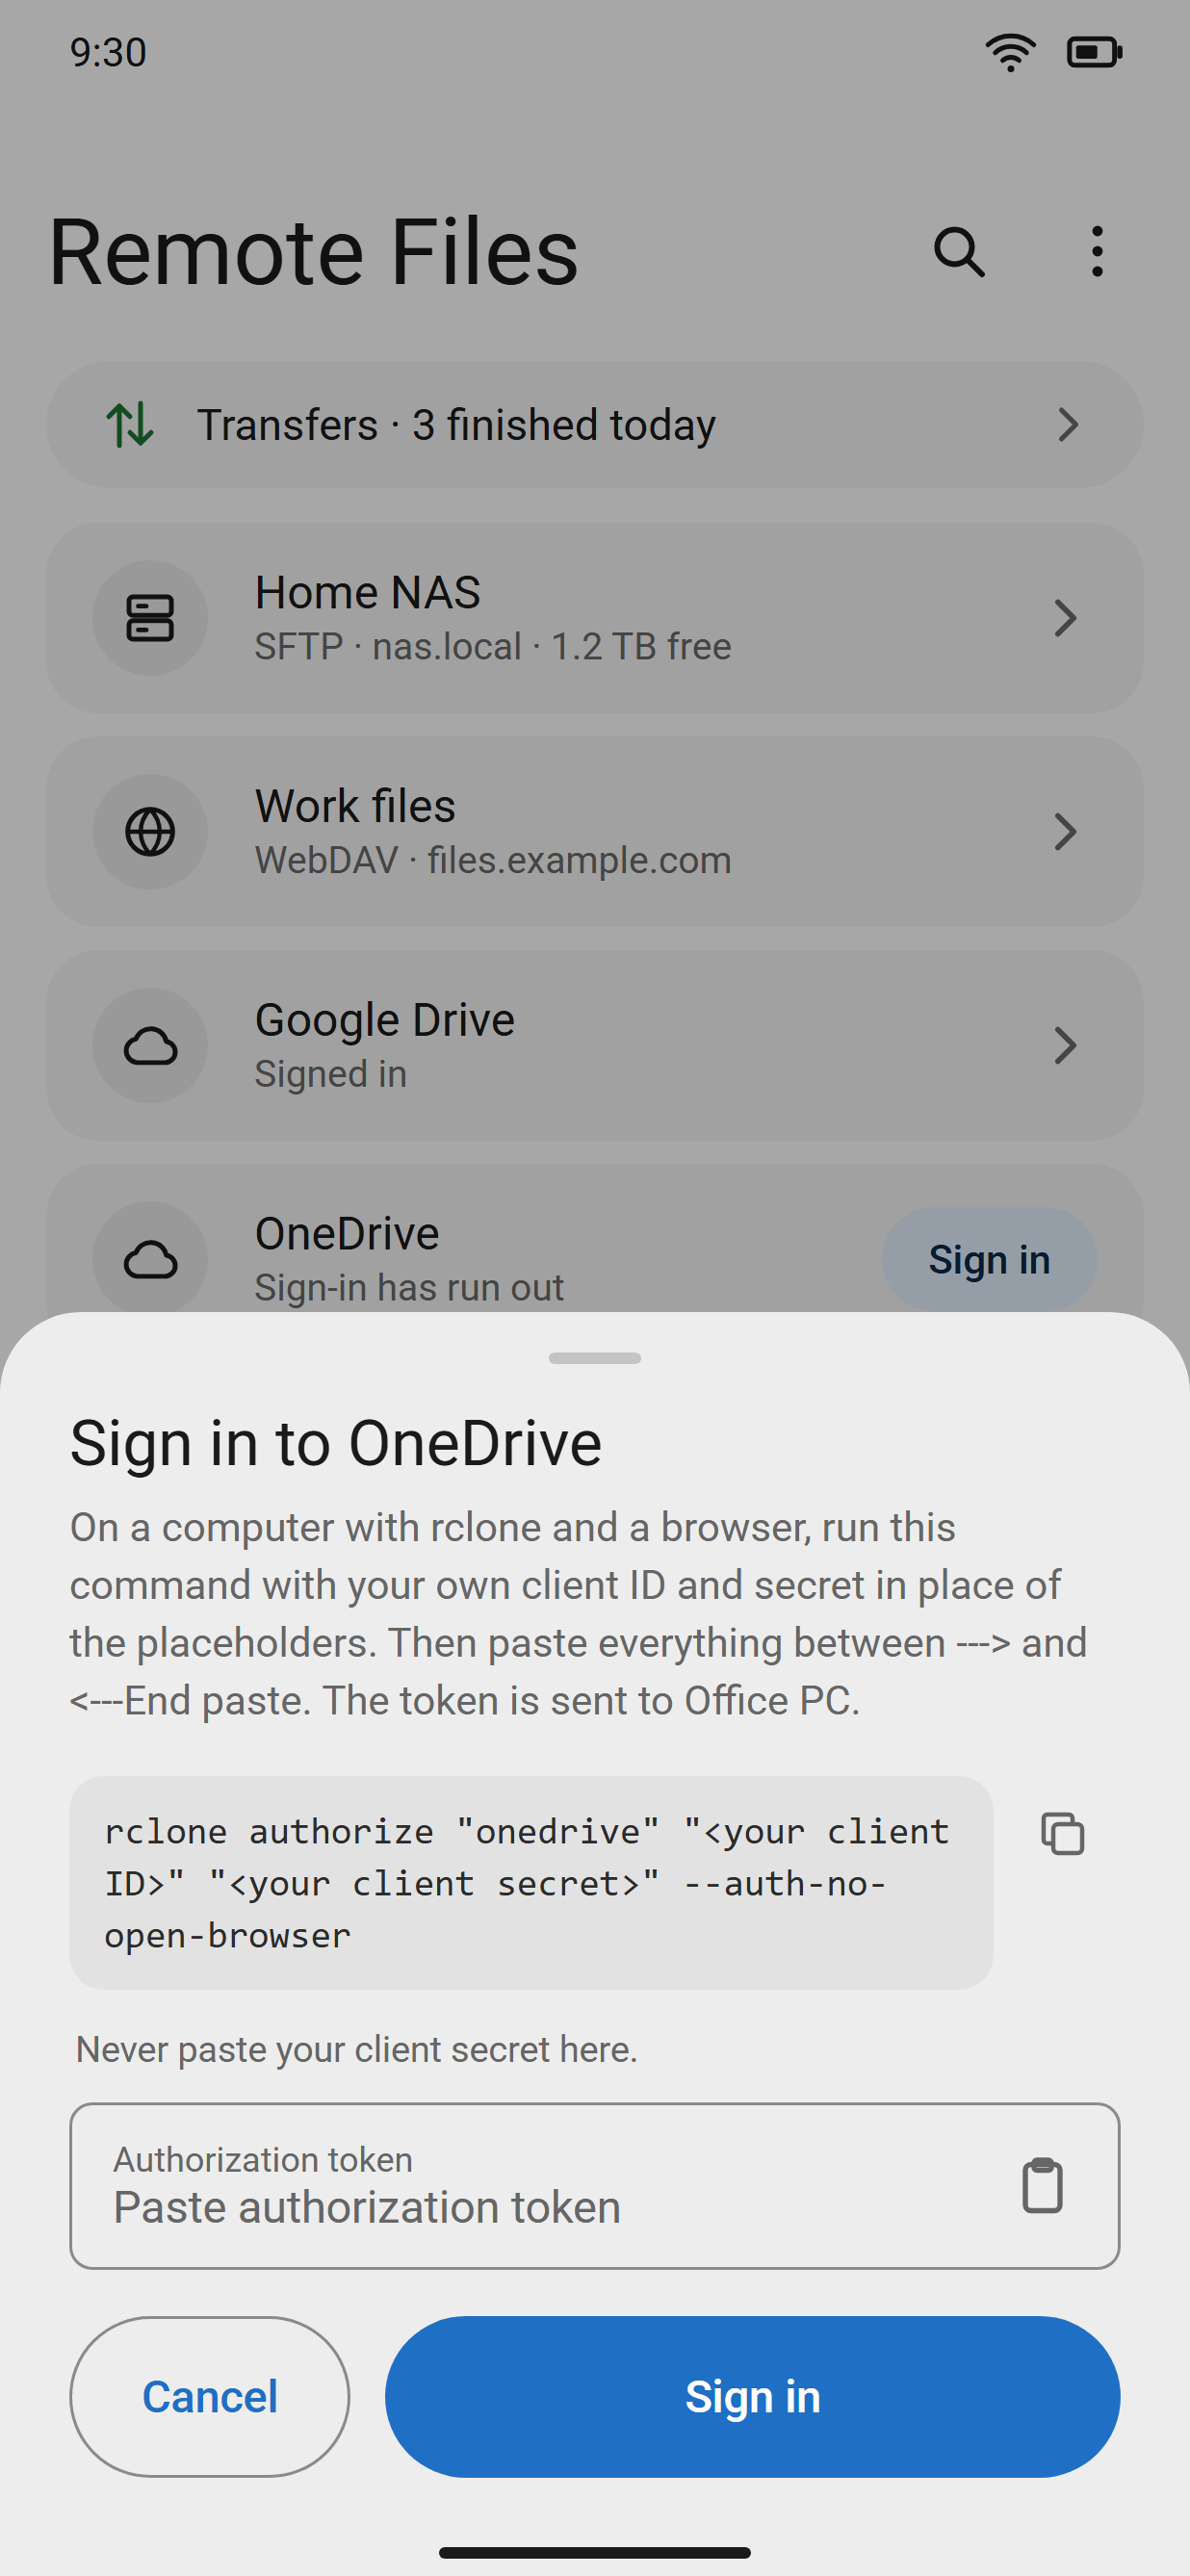 9:30
Remote Files
Transfers · 3 finished today
Home NAS
SFTP · nas.local · 1.2 TB free
Work files
WebDAV · files.example.com
Google Drive
Signed in
OneDrive
Sign-in has run out
Sign in
Sign in to OneDrive
On a computer with rclone and a browser, run this
command with your own client ID and secret in place of
the placeholders. Then paste everything between ---> and
<---End paste. The token is sent to Office PC.
rclone authorize "onedrive" "<your client
ID>" "<your client secret>" --auth-no-
open-browser
Never paste your client secret here.
Authorization token
Paste authorization token
Cancel
Sign in